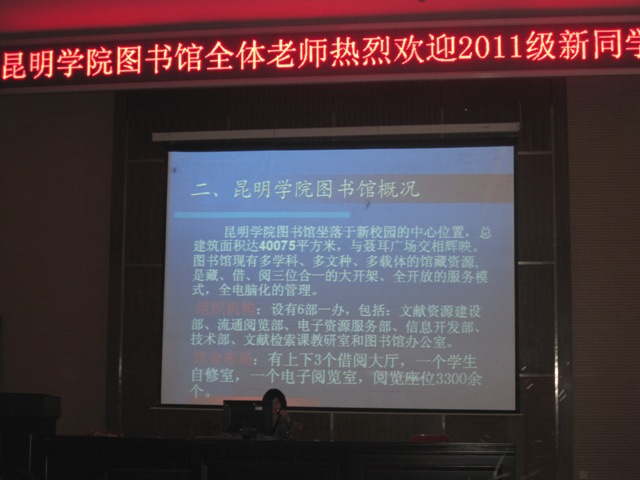 昆明学院图书馆全体老师热烈欢迎2011级新同学
二、昆明学院图书馆概况
昆明学院图书馆坐落于新校园的中心位置，总
建筑面积达40075平方米，与聂耳广场交相辉映。
图书馆现有多学科、多文种、多载体的馆藏资源，
是藏、借、阅三位合一的大开架、全开放的服务模
式，全电脑化的管理。
组织机构：设有6部一办，包括：文献资源建设
部、流通阅览部、电子资源服务部、信息开发部、
技术部、文献检索课教研室和图书馆办公室。
：有上下3个借阅大厅，一个学生
自修室，一个电子阅览室，阅览座位3300余
个。